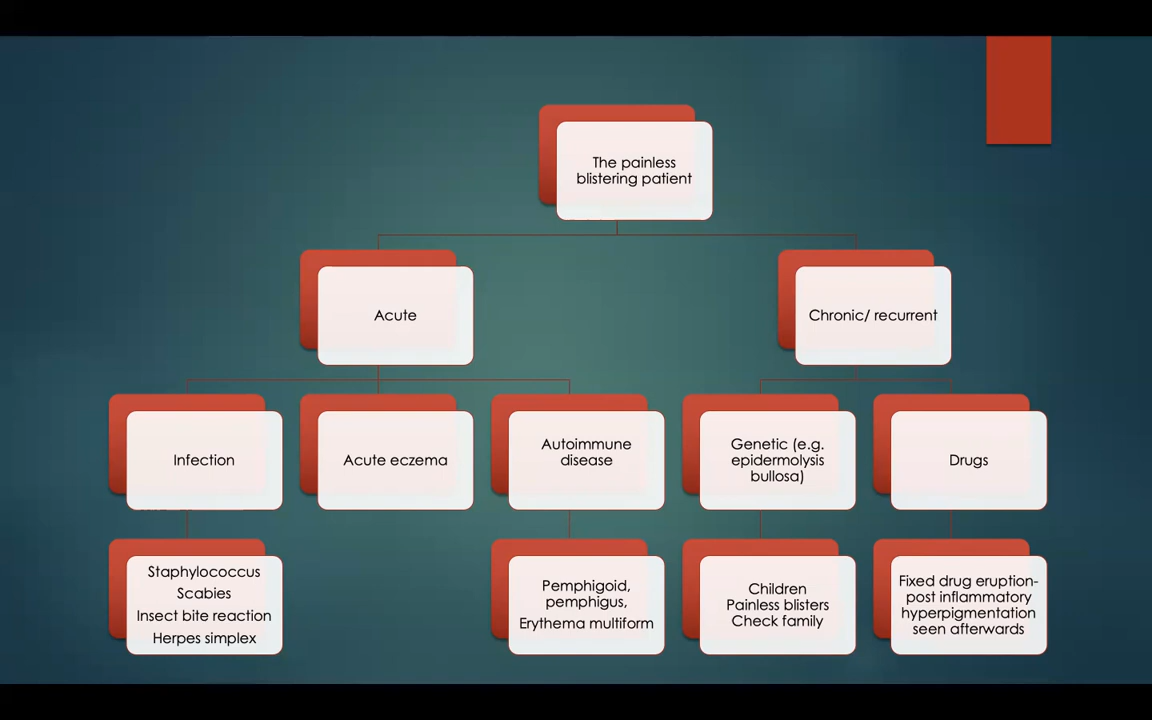 The painless
blistering patient
Acute
Chronic/ recurrent
Infection
Acute eczema
Autoimmune
disease
Genetic (e.g.
epidermolysis
bullosa)
Drugs
Staphylococcus
Scabies
Insect bite reaction
Herpes simplex
Pemphigoid,
pemphigus,
Erythema multiform
Children
Painless blisters
Check family
Fixed drug eruption-
post inflammatory
hyperpigmentation
seen afterwards